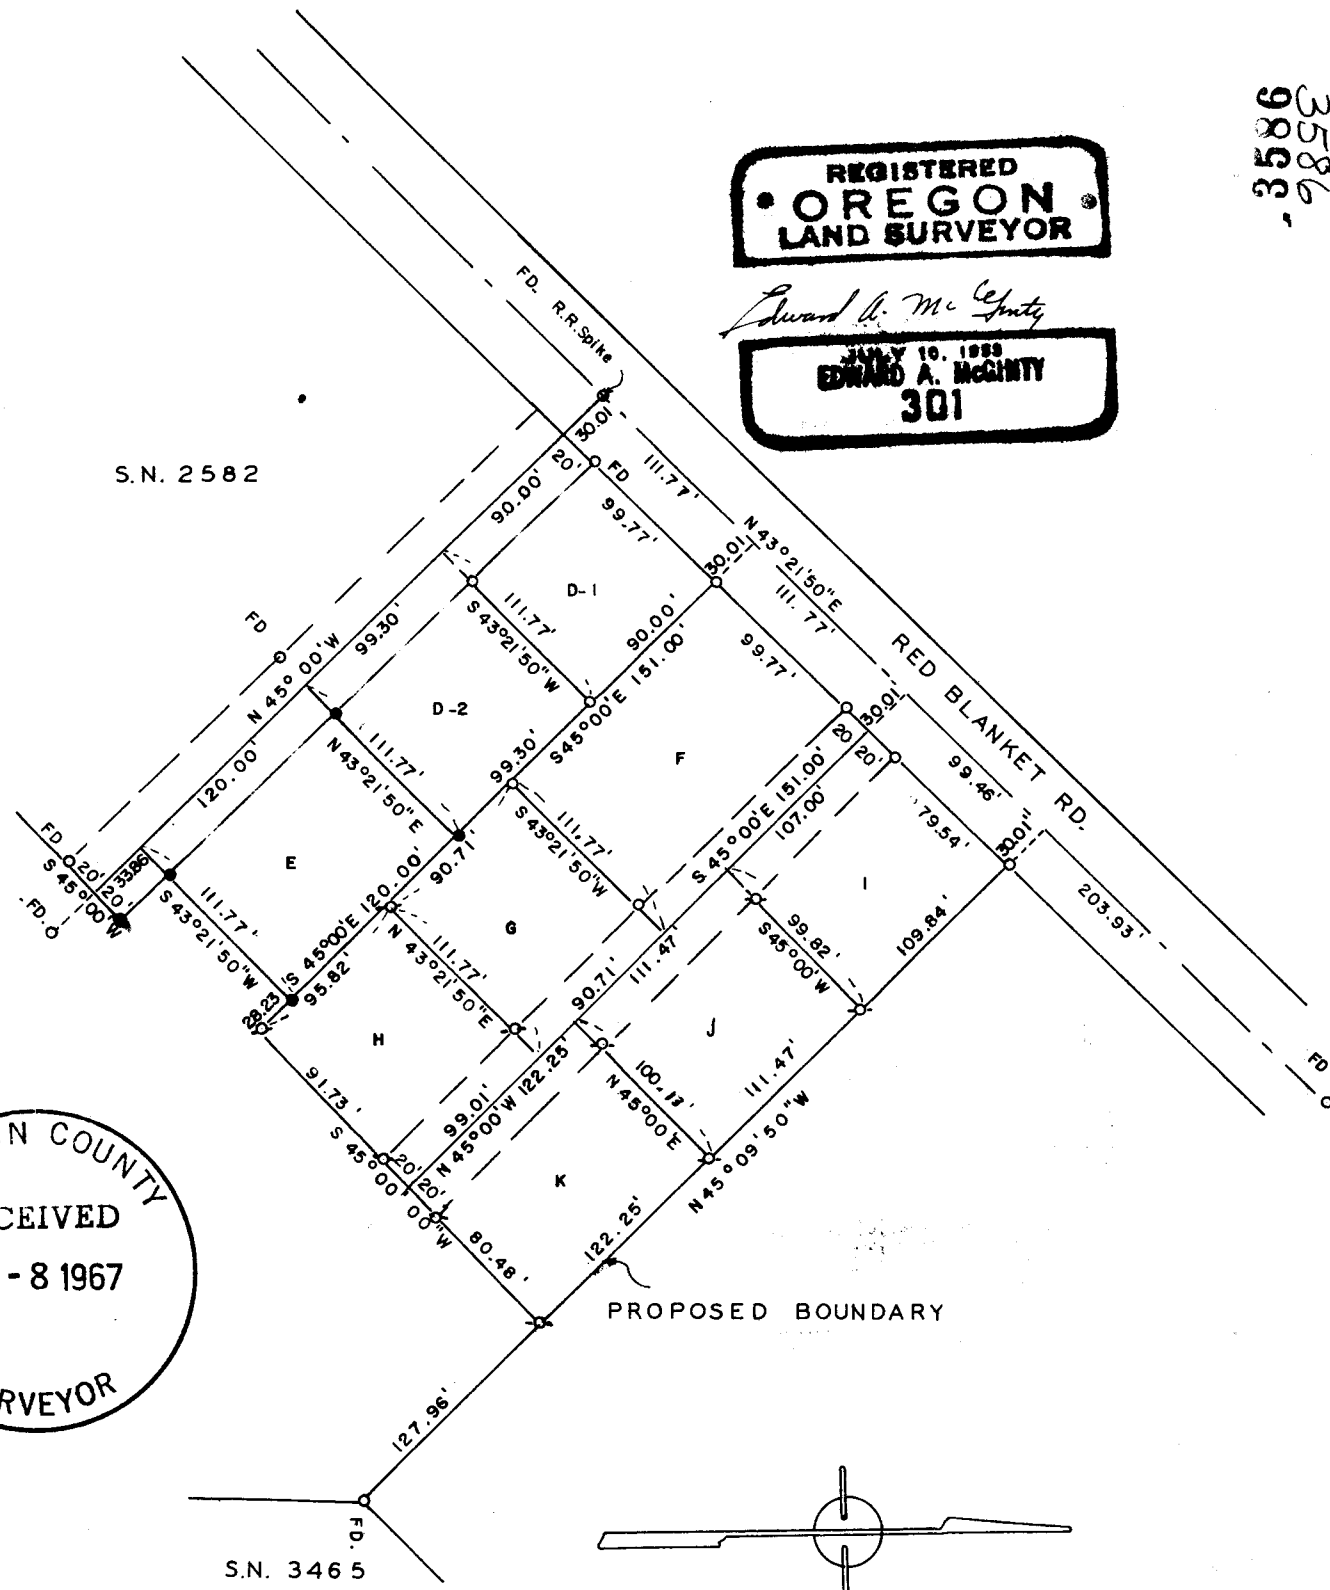 3586
3586
REGISTERED
OREGON
LAND SURVEYOR
Edward A. McGinty
JULY 10, 1953
EDWARD A. McGINTY
301
FD. R.R. Spike
S.N. 2582
30.01
20'
FD
111.77'
90.00'
99.77'
N 43°21'50"E
30.01
111.77'
D-1
111.77'
S 43°21'50"W
90.00'
S45°00'E 151.00'
99.77'
RED BLANKET RD.
FD
99.30'
N 45°00'W
D-2
30.01
20'
20'
99.46'
F
111.77'
N 43°21'50"E
99.30'
120.00'
S 45°00'E 151.00'
107.00'
79.54'
30.01'
111.77'
S 43°21'50"W
203.93'
FD
20'
20'
33.86
S 45°00'W
FD.
E
90.71'
I
111.77'
S 43°21'50"W
S 45°00'E 120.00'
G
99.82'
S45°00'W
109.84'
111.47'
95.82'
111.77'
N 43°21'50"E
90.71'
28.23
H
J
FD
91.73'
S 45°00'00"W
99.01'
N 45°00'W 122.25'
100.12'
N 45°00'E
111.47'
N 45°09'50"W
20'
20'
K
80.48'
122.25'
PROPOSED BOUNDARY
N COUNTY
CEIVED
- 8 1967
RVEYOR
127.96'
FD.
S.N. 3465